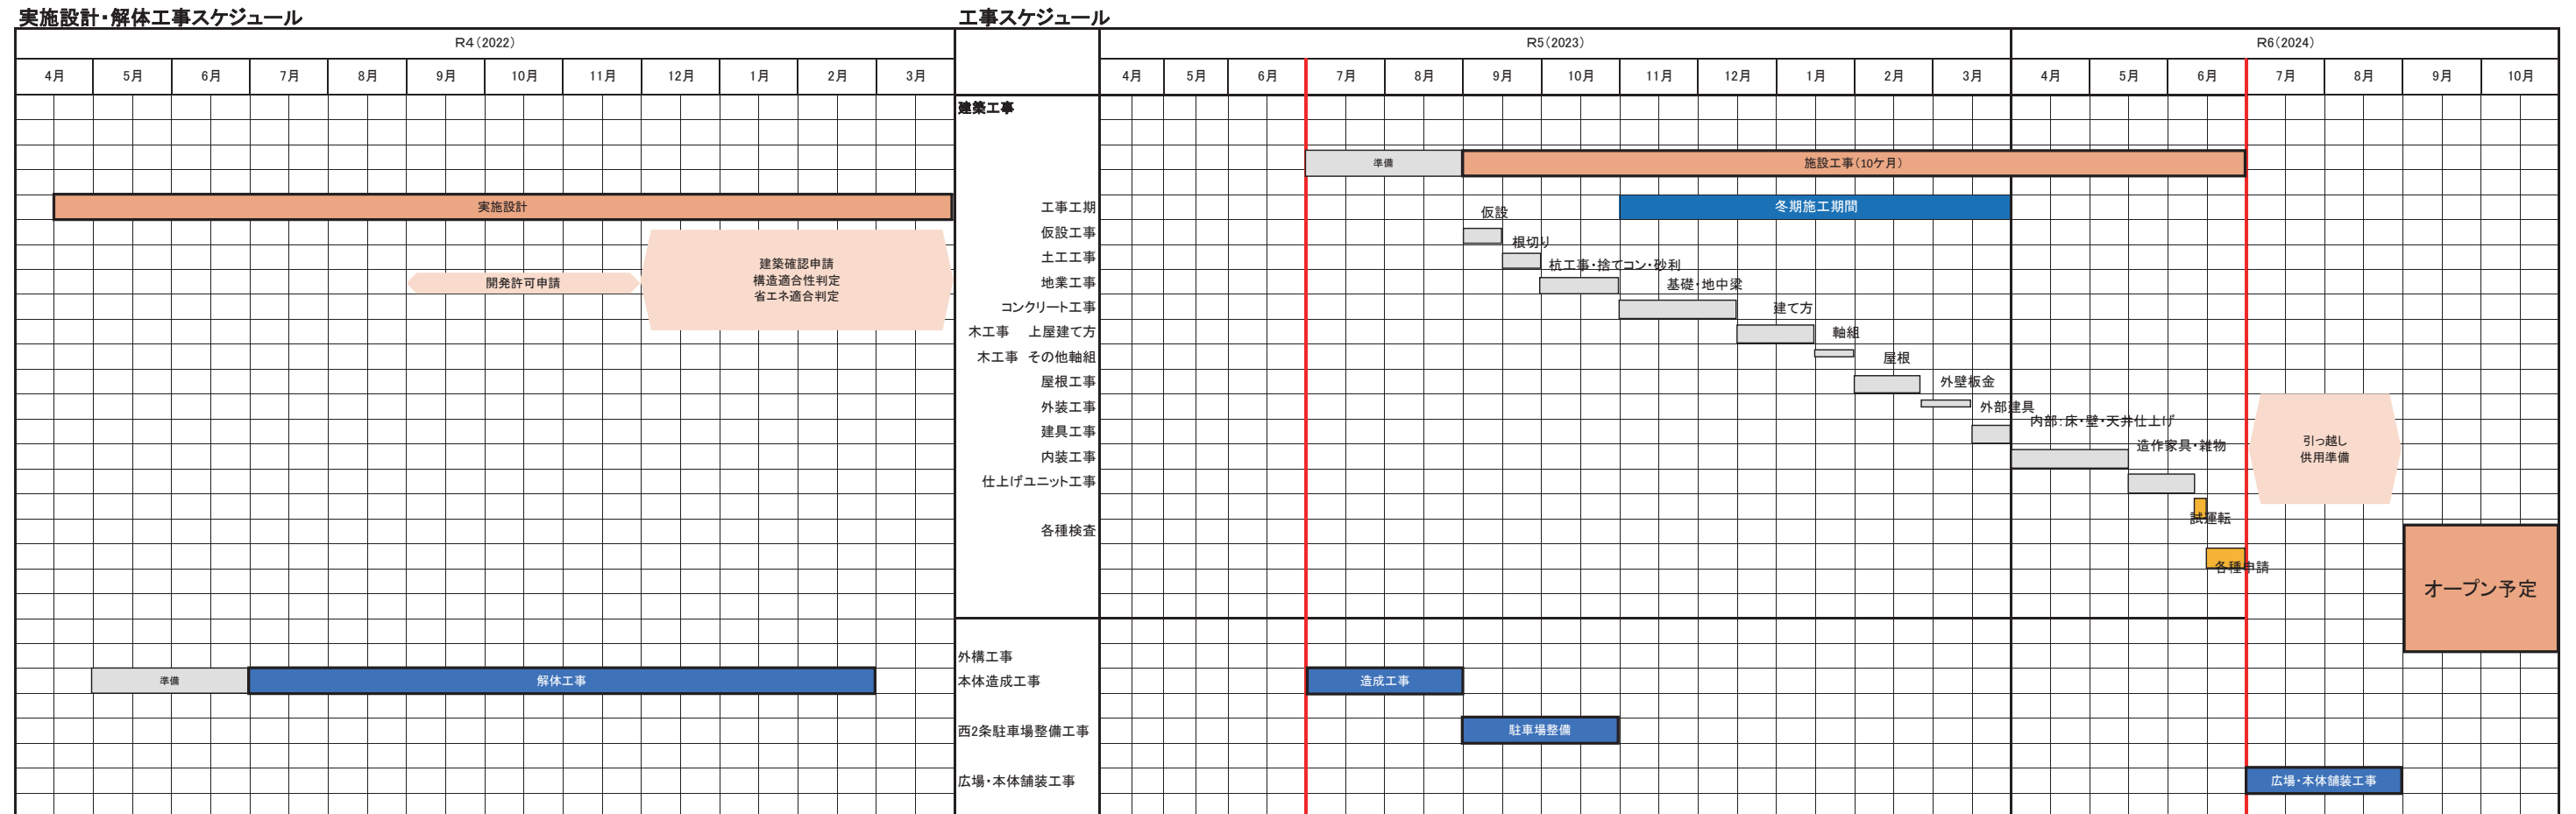 実施設計・解体工事スケジュール
工事スケジュール
R4(2022)
R5(2023)
R6(2024)
4月 5月 6月 7月 8月 9月 10月 11月 12月 1月 2月 3月
4月 5月 6月 7月 8月 9月 10月 11月 12月 1月 2月 3月 4月 5月 6月 7月 8月 9月 10月
建築工事
準備
施設工事(10ケ月)
実施設計
工事工期
冬期施工期間
仮設
仮設工事
根切り
土工工事
建築確認申請
構造適合性判定
省エネ適合判定
開発許可申請
杭工事・捨てコン・砂利
地業工事
基礎・地中梁
コンクリート工事
建て方
木工事 上屋建て方
軸組
木工事 その他軸組
屋根
屋根工事
外壁板金
外装工事
外部建具
建具工事
内部:床・壁・天井仕上げ
内装工事
造作家具・雑物
引っ越し
供用準備
仕上げユニット工事
試運転
各種検査
各種申請
オープン予定
外構工事
準備
解体工事
本体造成工事
造成工事
西2条駐車場整備工事
駐車場整備
広場・本体舗装工事
広場・本体舗装工事